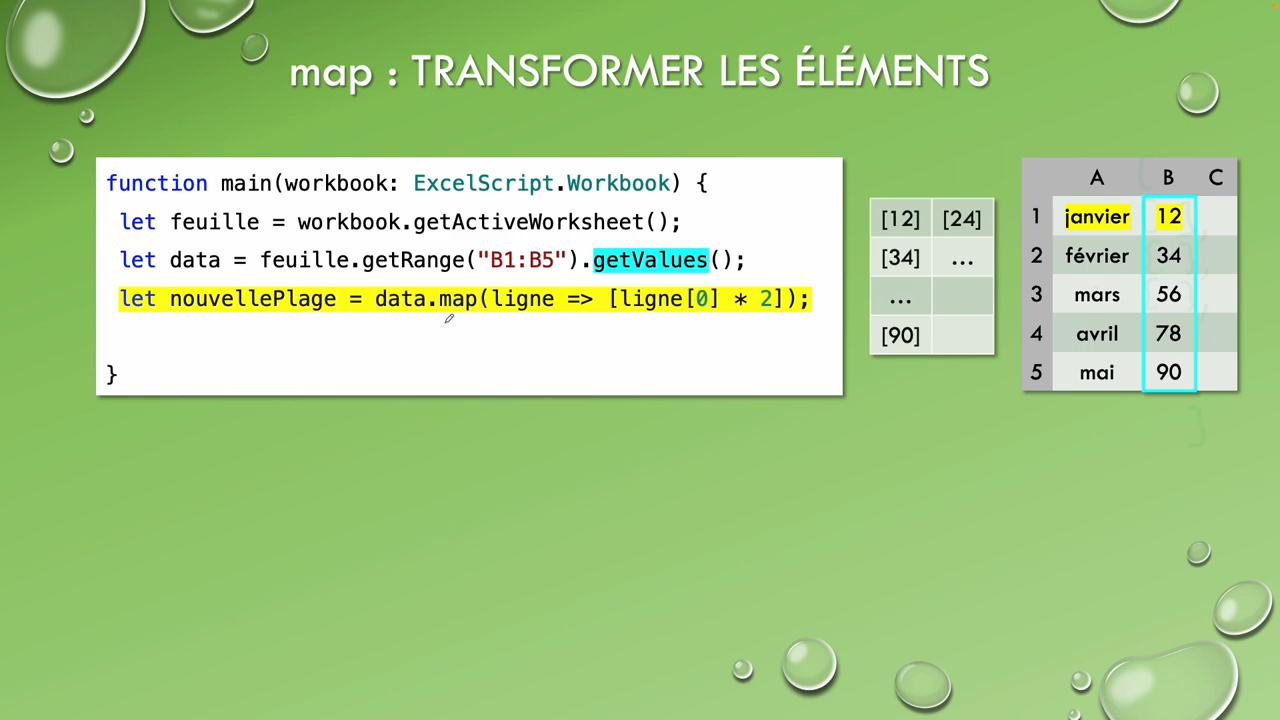 map : TRANSFORMER LES ÉLÉMENTS
function main(workbook: ExcelScript.Workbook) {
let feuille = workbook.getActiveWorksheet();
let data = feuille.getRange("B1:B5").getValues();
let nouvellePlage = data.map(ligne => [ligne[0] * 2]);
}
[12] [24]
[34] ...
...
[90]
A B C
1 janvier 12
2 février 34
3 mars 56
4 avril 78
5 mai 90